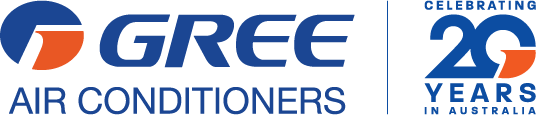 GREE
AIR CONDITIONERS
CELEBRATING
20
YEARS
IN AUSTRALIA